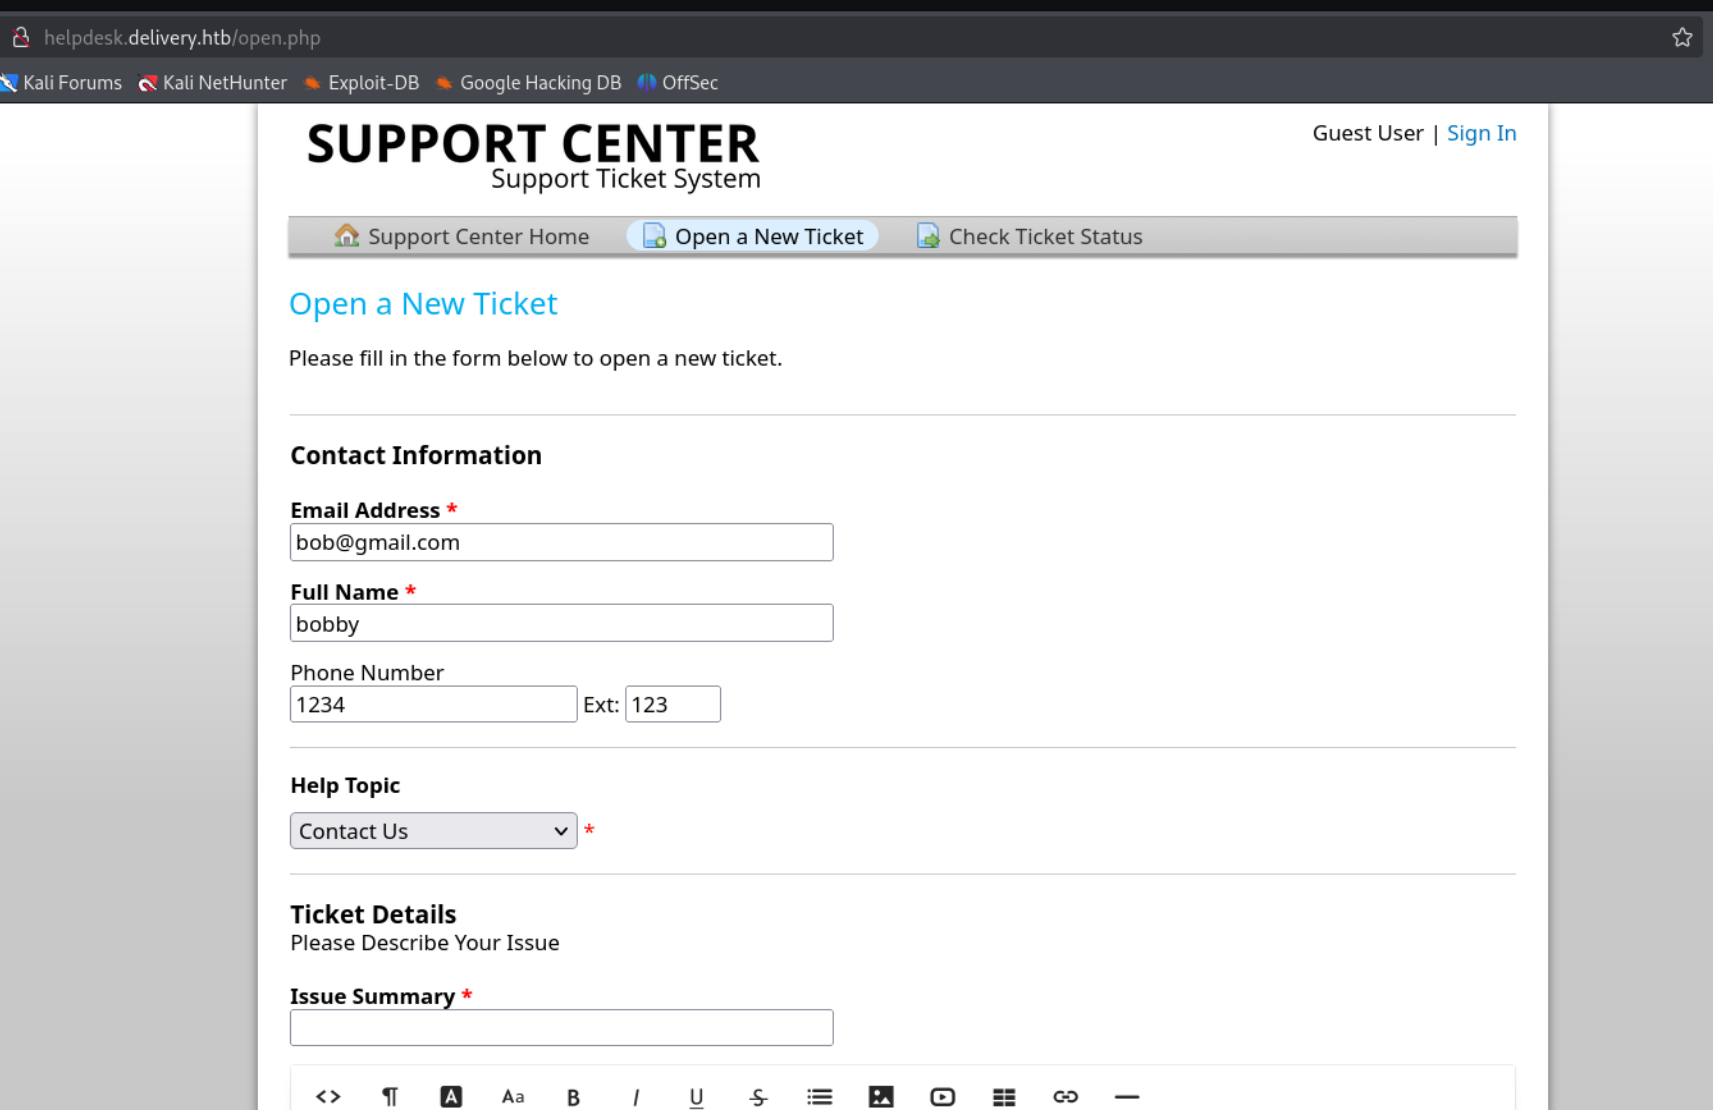 helpdesk.delivery.htb/open.php
Kali Forums Kali NetHunter Exploit-DB Google Hacking DB OffSec
SUPPORT CENTER
Support Ticket System
Guest User | Sign In
Support Center Home Open a New Ticket Check Ticket Status
Open a New Ticket
Please fill in the form below to open a new ticket.
Contact Information
Email Address *
bob@gmail.com
Full Name *
bobby
Phone Number
1234 Ext: 123
Help Topic
Contact Us *
Ticket Details
Please Describe Your Issue
Issue Summary *
<> ¶ A Aa B I U S